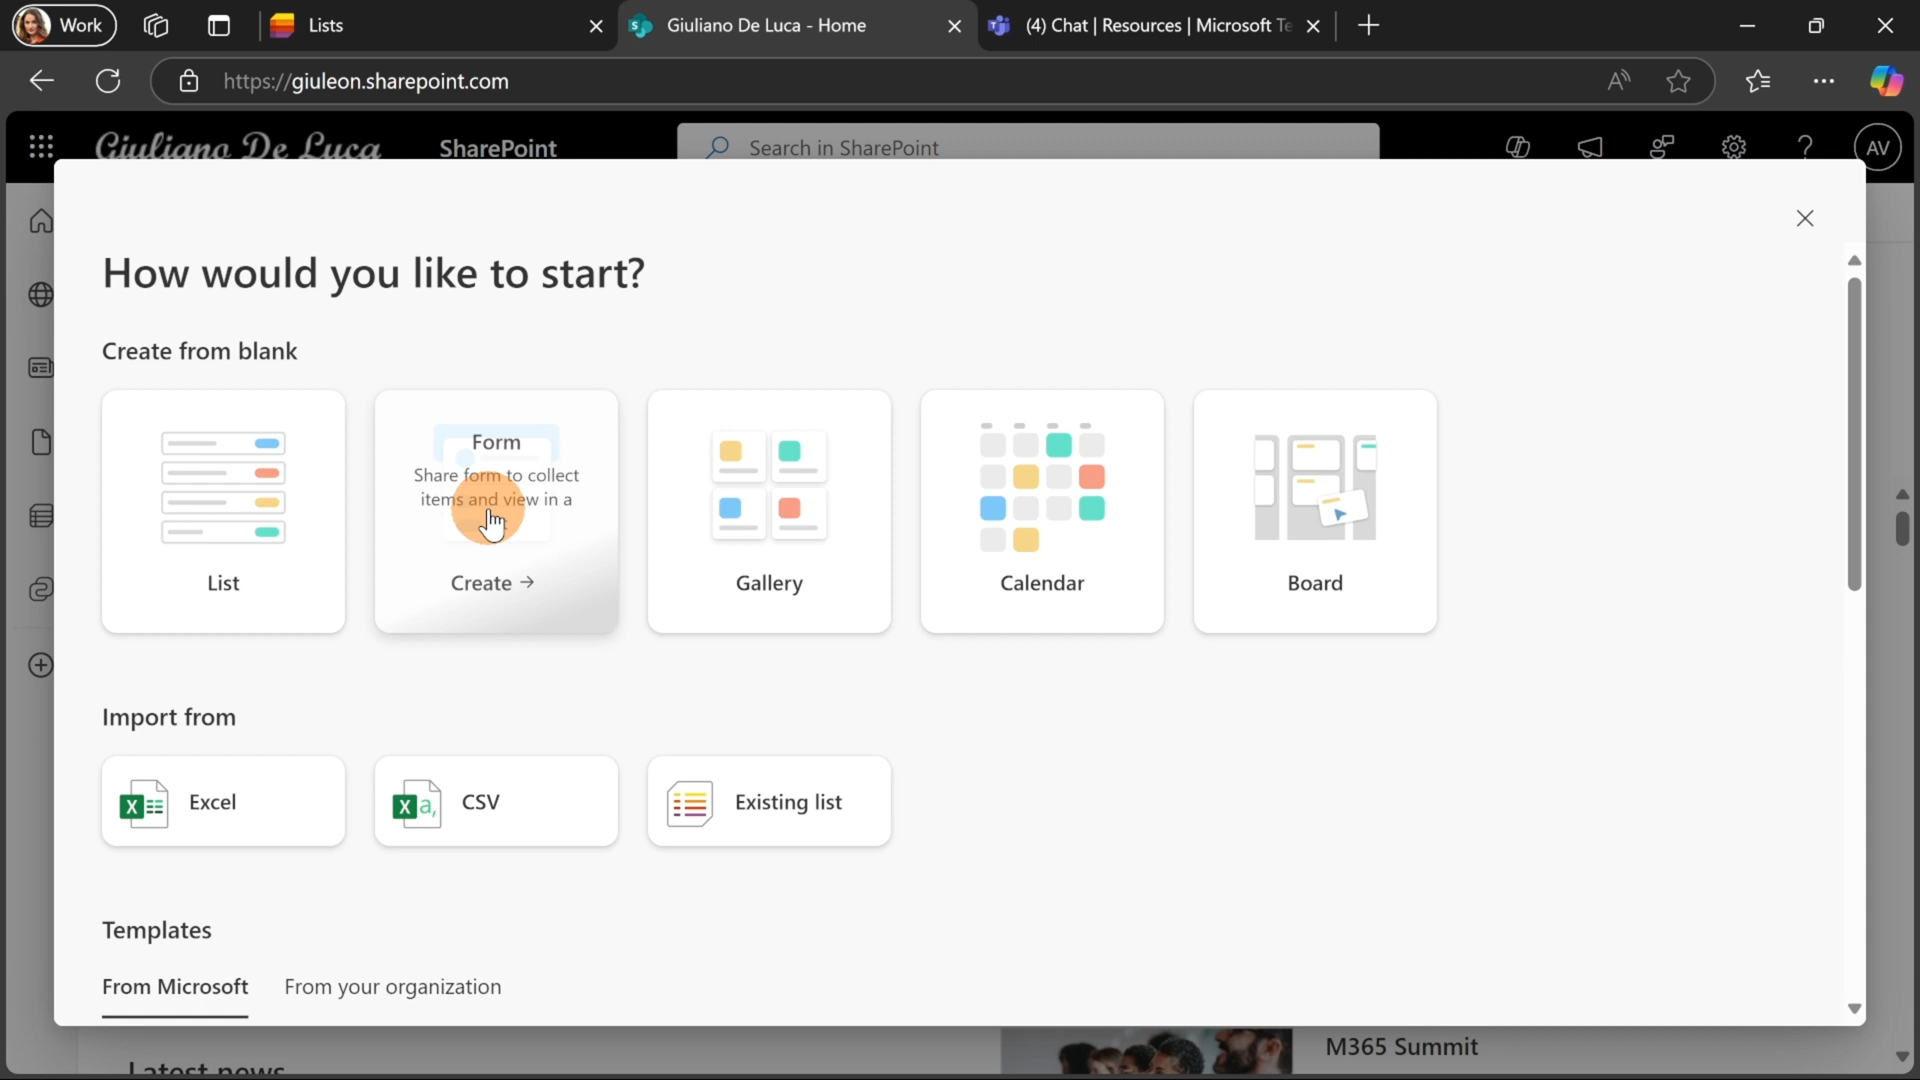 Work
Lists
Giuliano De Luca - Home
(4) Chat | Resources | Microsoft Te
https://giuleon.sharepoint.com
Giuliano De Luca
SharePoint
Search in SharePoint
AV
How would you like to start?
Create from blank
List
Form
Share form to collect
items and view in a
Create →
Gallery
Calendar
Board
Import from
Excel
CSV
Existing list
Templates
From Microsoft
From your organization
Latest news
M365 Summit